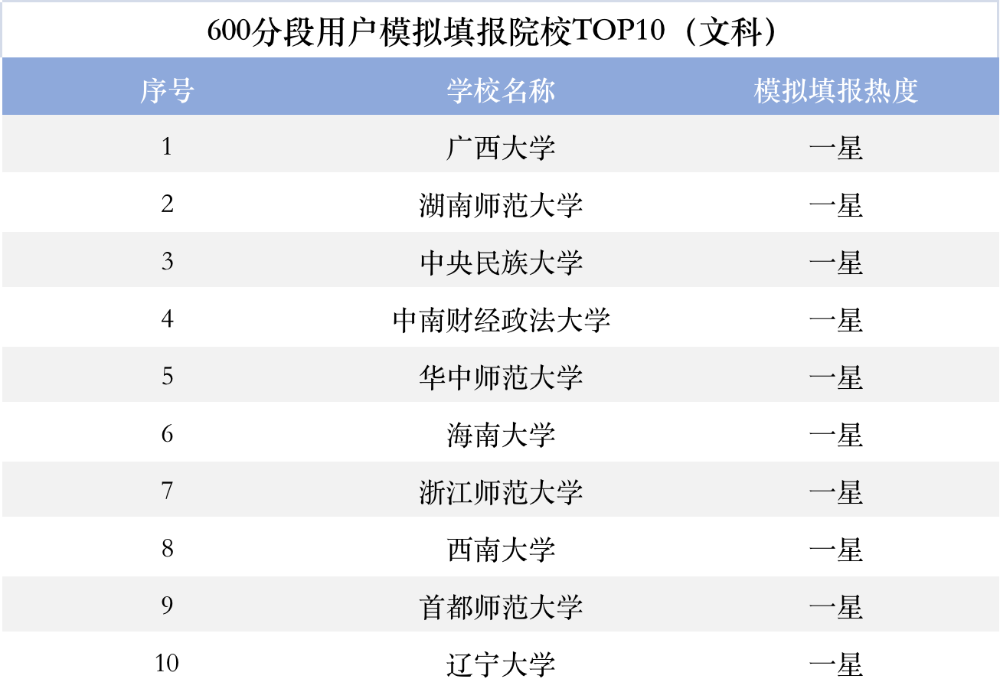 600分段用户模拟填报院校TOP10（文科）
序号 学校名称 模拟填报热度
1 广西大学 一星
2 湖南师范大学 一星
3 中央民族大学 一星
4 中南财经政法大学 一星
5 华中师范大学 一星
6 海南大学 一星
7 浙江师范大学 一星
8 西南大学 一星
9 首都师范大学 一星
10 辽宁大学 一星